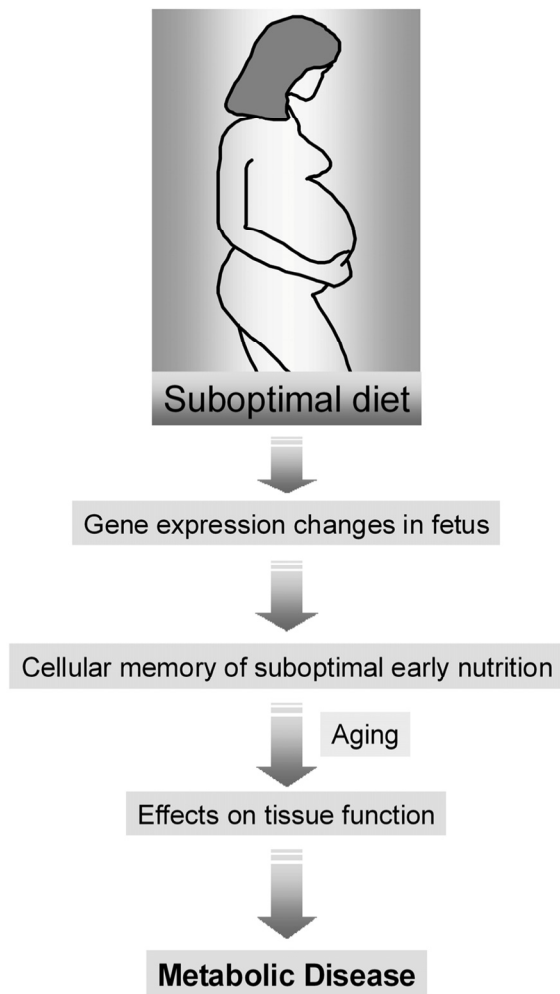 Suboptimal diet
Gene expression changes in fetus
Cellular memory of suboptimal early nutrition
Aging
Effects on tissue function
Metabolic Disease